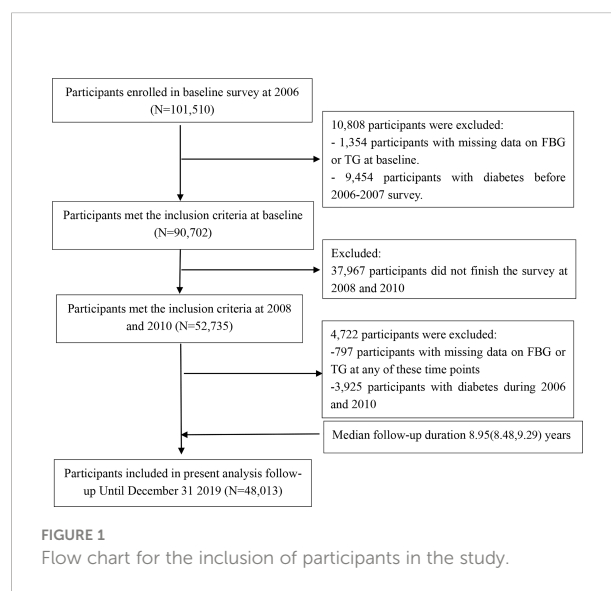 Participants enrolled in baseline survey at 2006
(N=101,510)
10,808 participants were excluded:
- 1,354 participants with missing data on FBG
or TG at baseline.
- 9,454 participants with diabetes before
2006-2007 survey.
Participants met the inclusion criteria at baseline
(N=90,702)
Excluded:
37,967 participants did not finish the survey at
2008 and 2010
Participants met the inclusion criteria at 2008
and 2010 (N=52,735)
4,722 participants were excluded:
-797 participants with missing data on FBG or
TG at any of these time points
-3,925 participants with diabetes during 2006
and 2010
Median follow-up duration 8.95(8.48,9.29) years
Participants included in present analysis follow-
up Until December 31 2019 (N=48,013)
FIGURE 1
Flow chart for the inclusion of participants in the study.